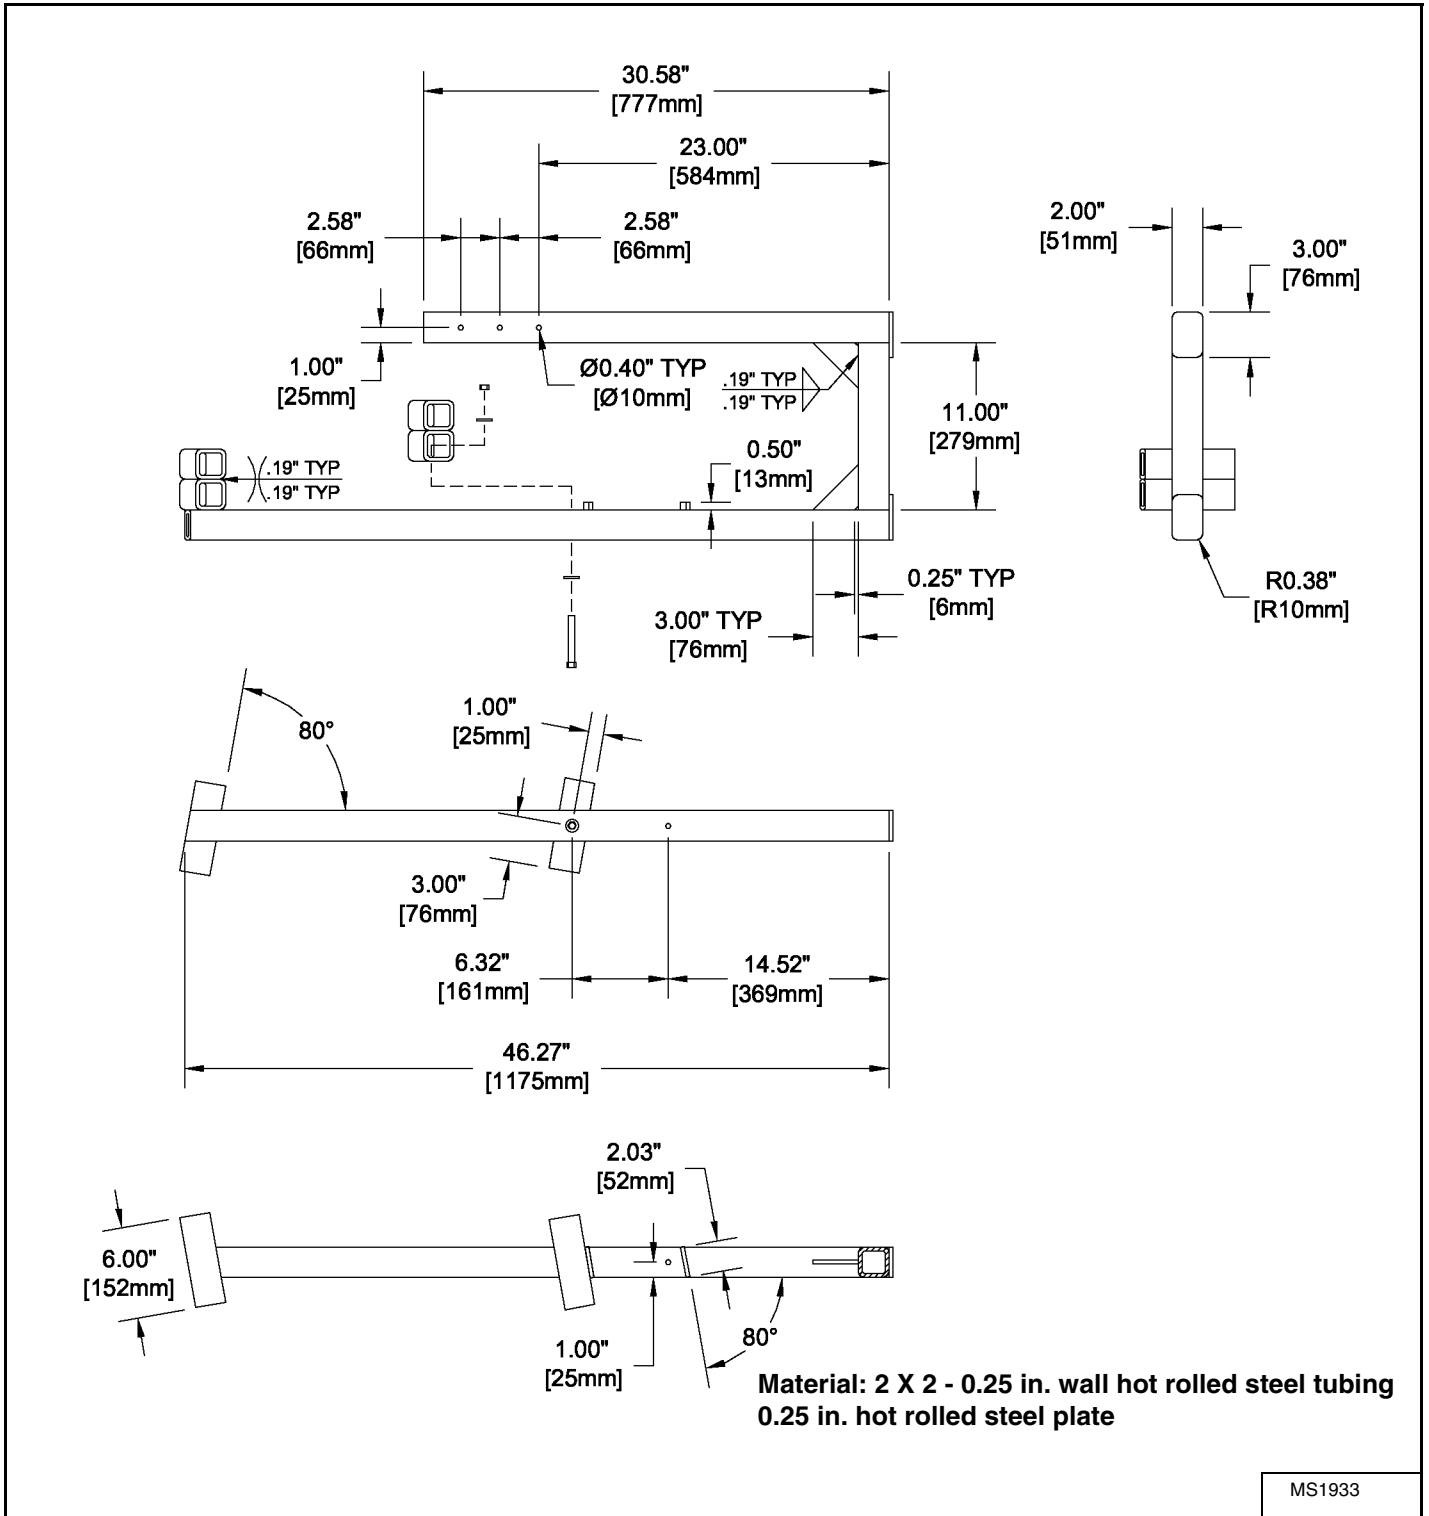 30.58"
[777mm]
23.00"
[584mm]
2.58"
[66mm]
2.58"
[66mm]
2.00"
[51mm]
3.00"
[76mm]
1.00"
[25mm]
Ø0.40" TYP
[Ø10mm]
.19" TYP
.19" TYP
11.00"
[279mm]
0.50"
[13mm]
.19" TYP
.19" TYP
0.25" TYP
[6mm]
3.00" TYP
[76mm]
R0.38"
[R10mm]
80°
1.00"
[25mm]
3.00"
[76mm]
6.32"
[161mm]
14.52"
[369mm]
46.27"
[1175mm]
2.03"
[52mm]
6.00"
[152mm]
1.00"
[25mm]
80°
Material: 2 X 2 - 0.25 in. wall hot rolled steel tubing
0.25 in. hot rolled steel plate
MS1933